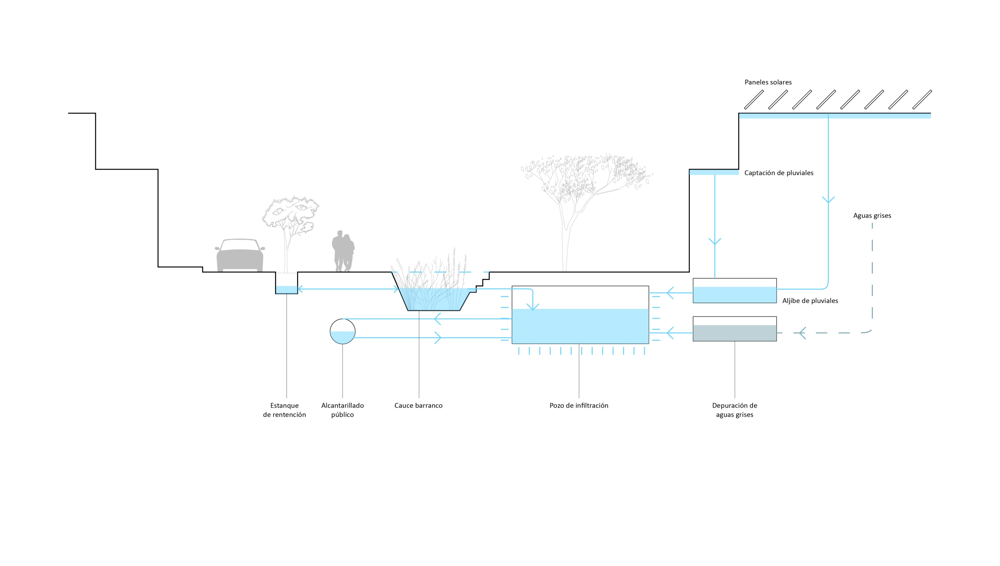 Paneles solares
Captación de pluviales
Aguas grises
Aljibe de pluviales
Estanque
de rentención
Alcantarillado
público
Cauce barranco
Pozo de infiltración
Depuración de
aguas grises